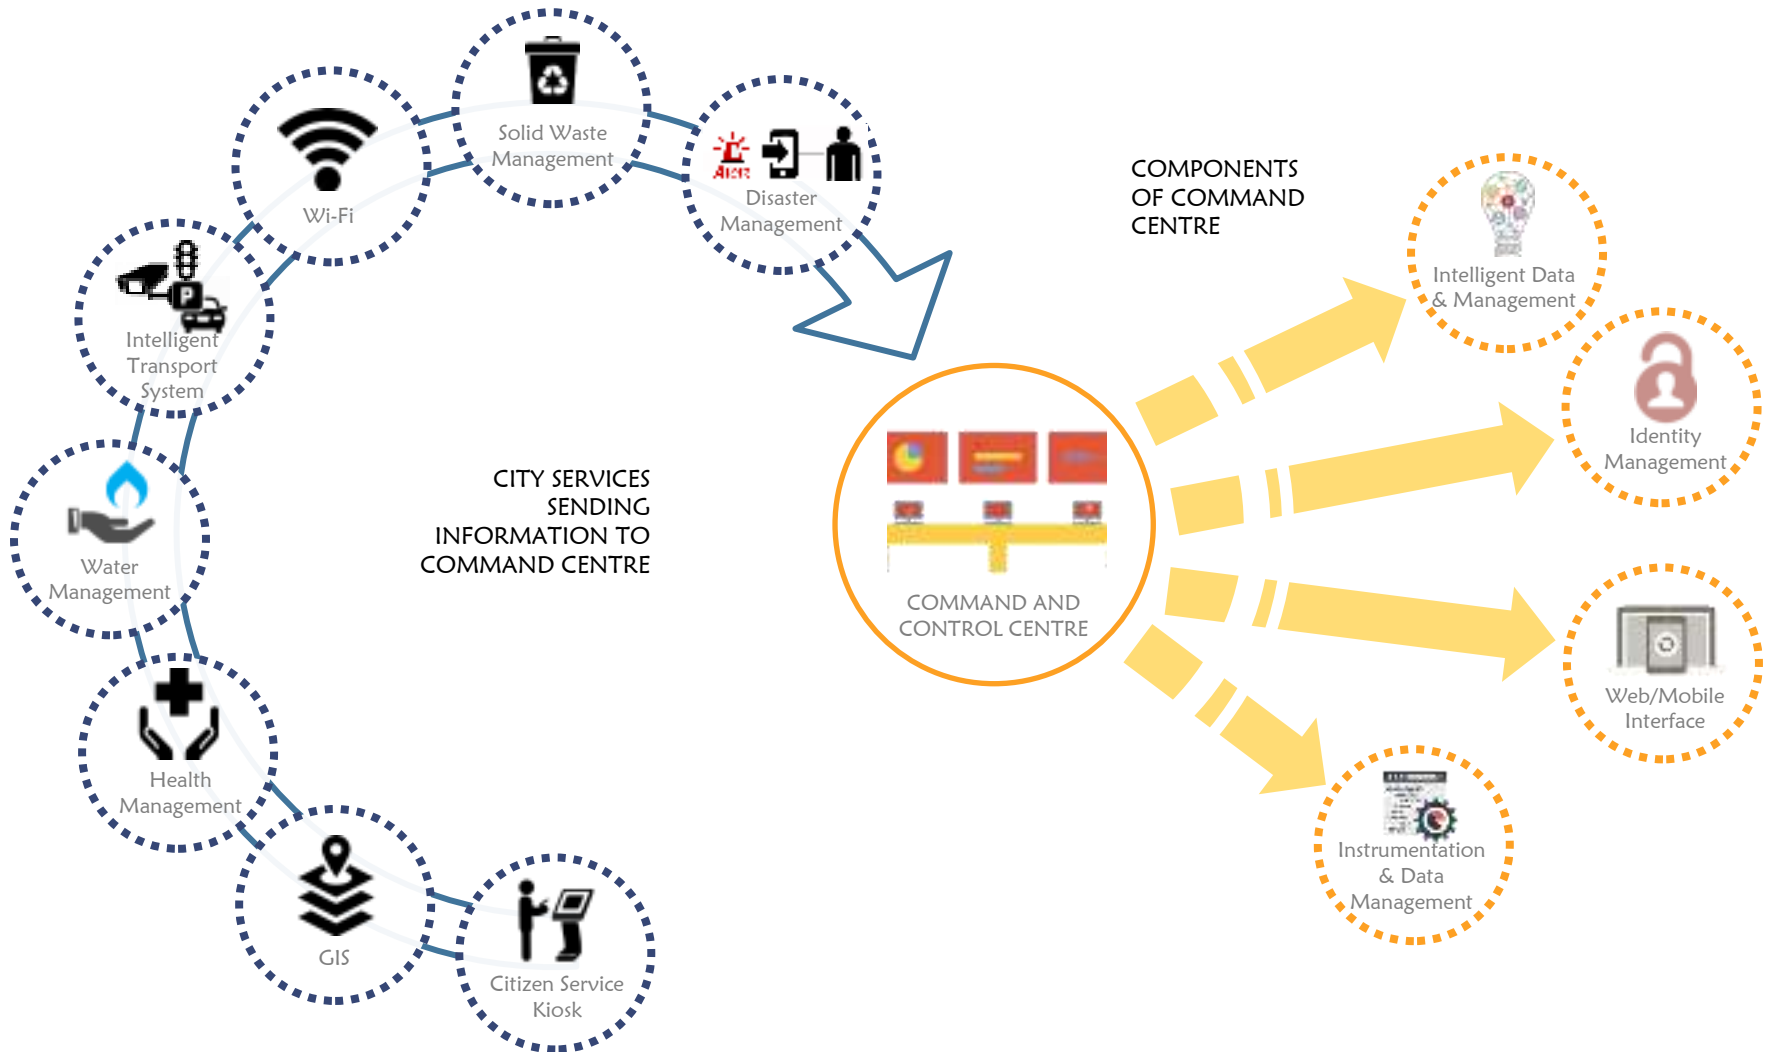 Solid Waste
Management
Alert
Disaster
Management
Wi-Fi
P
Intelligent
Transport
System
Water
Management
Health
Management
GIS
Citizen Service
Kiosk
CITY SERVICES
SENDING
INFORMATION TO
COMMAND CENTRE
COMMAND AND
CONTROL CENTRE
COMPONENTS
OF COMMAND
CENTRE
Intelligent Data
& Management
Identity
Management
Web/Mobile
Interface
Instrumentation
& Data
Management